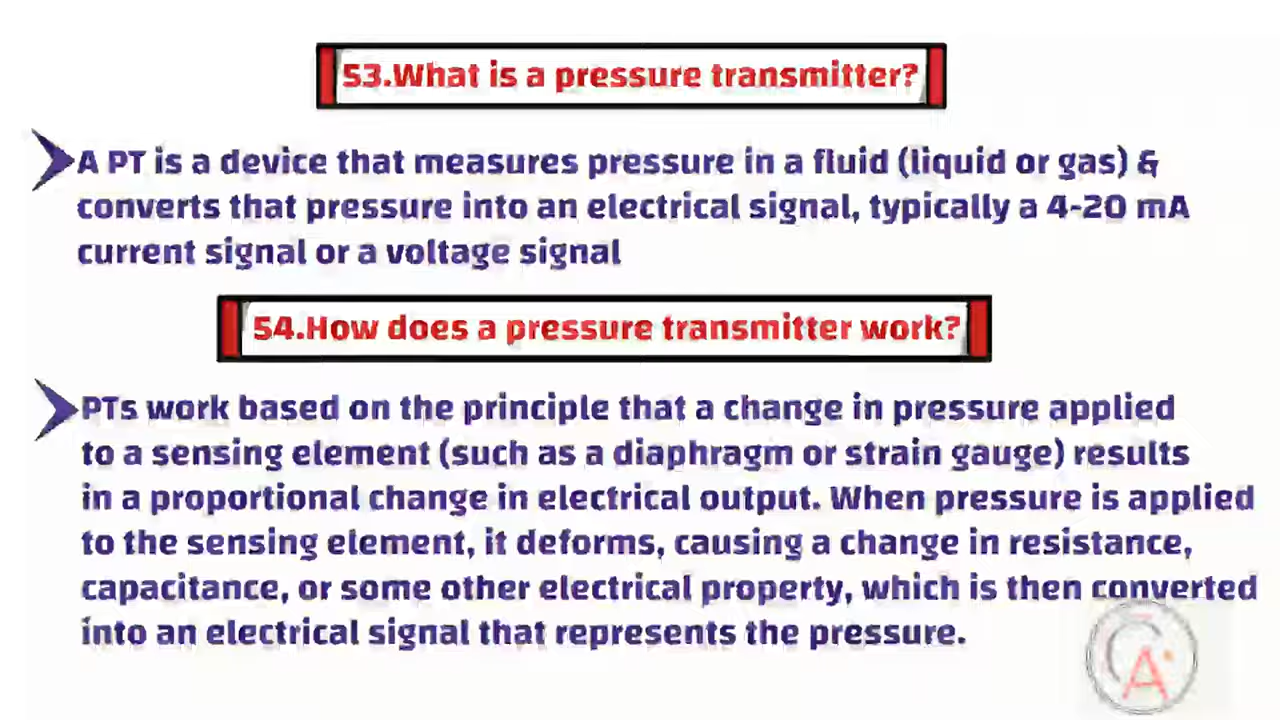 53.What is a pressure transmitter?
A PT is a device that measures pressure in a fluid (liquid or gas) &
converts that pressure into an electrical signal, typically a 4-20 mA
current signal or a voltage signal
54.How does a pressure transmitter work?
PTs work based on the principle that a change in pressure applied
to a sensing element (such as a diaphragm or strain gauge) results
in a proportional change in electrical output. When pressure is applied
to the sensing element, it deforms, causing a change in resistance,
capacitance, or some other electrical property, which is then converted
into an electrical signal that represents the pressure.
CA